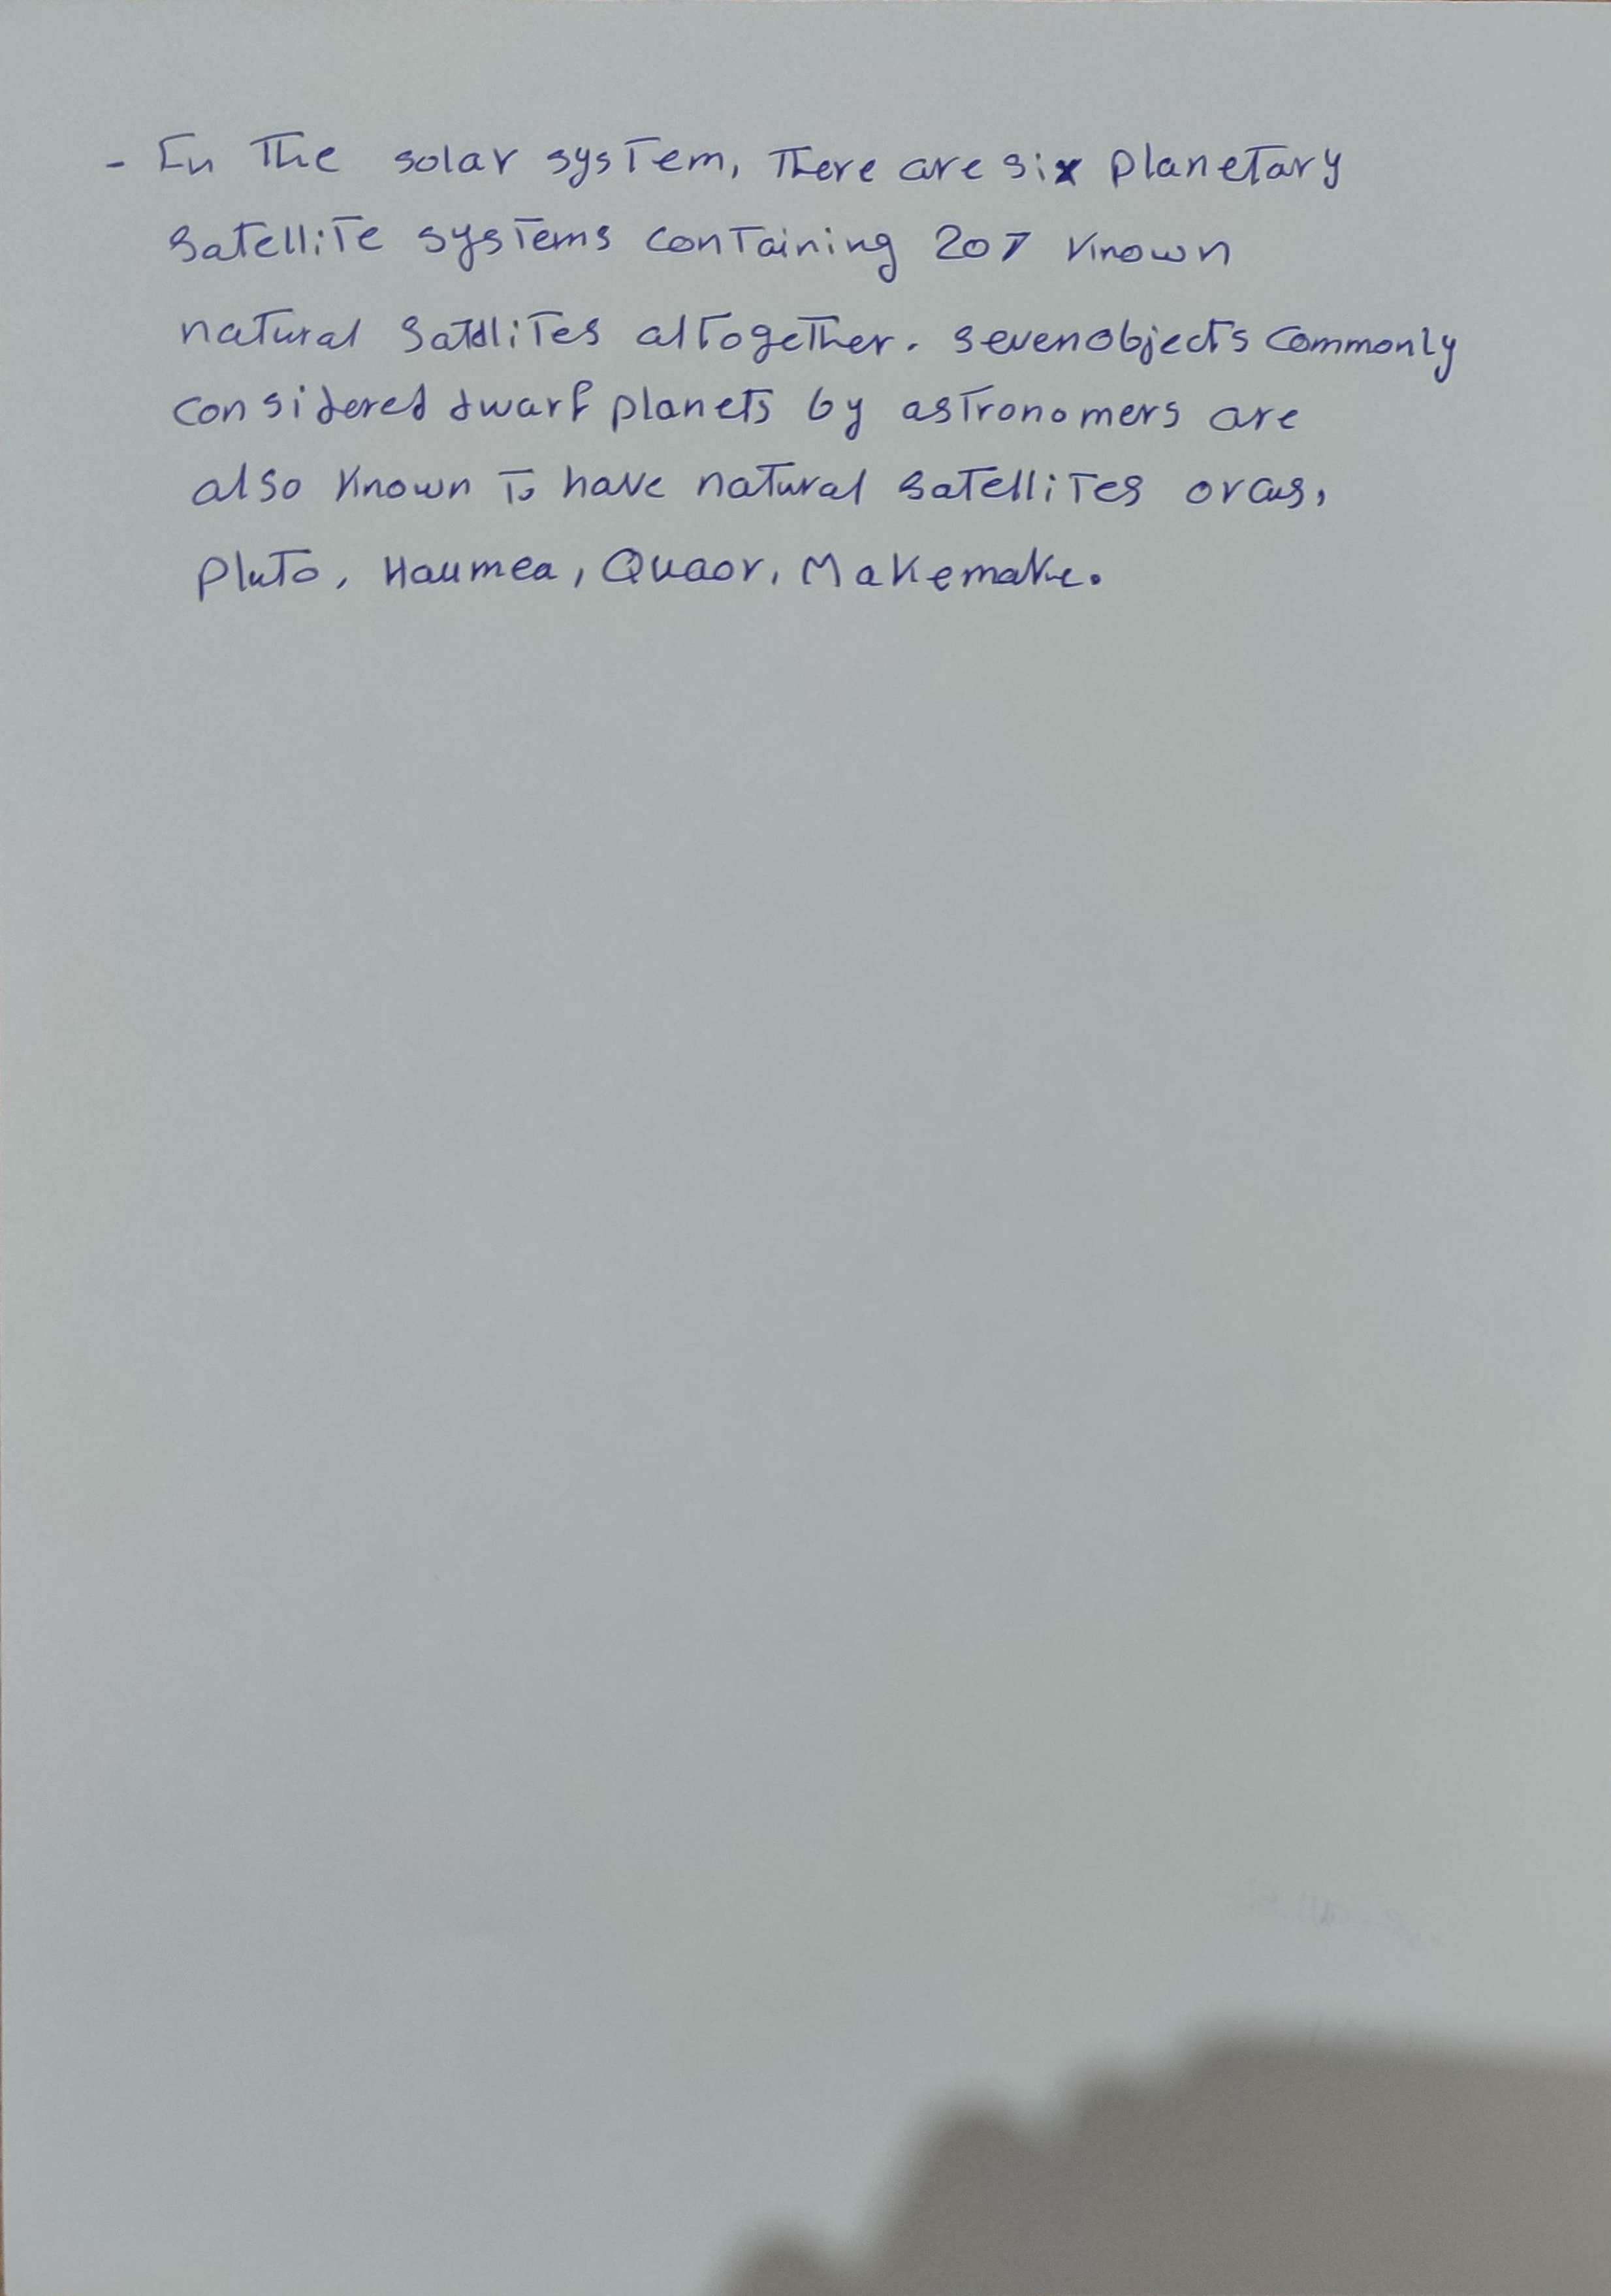 - In The solar system, There are six planetary
satellite systems containing 207 known
natural satellites altogether. sevenobjects commonly
considered dwarf planets by astronomers are
also known to have natural satellites orcus,
pluto, Haumea, Quaor, Makemake.